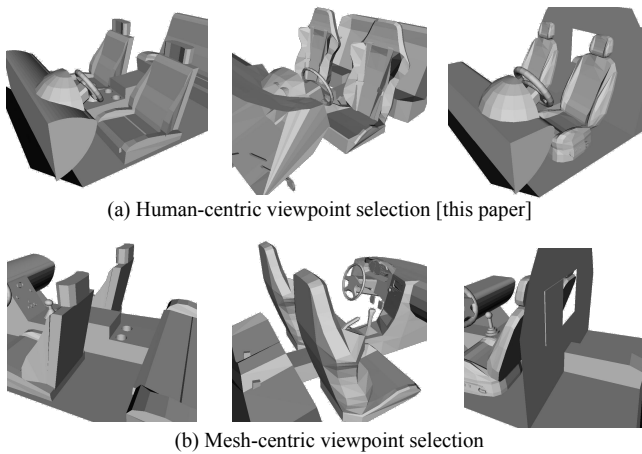 (a) Human-centric viewpoint selection [this paper]
(b) Mesh-centric viewpoint selection